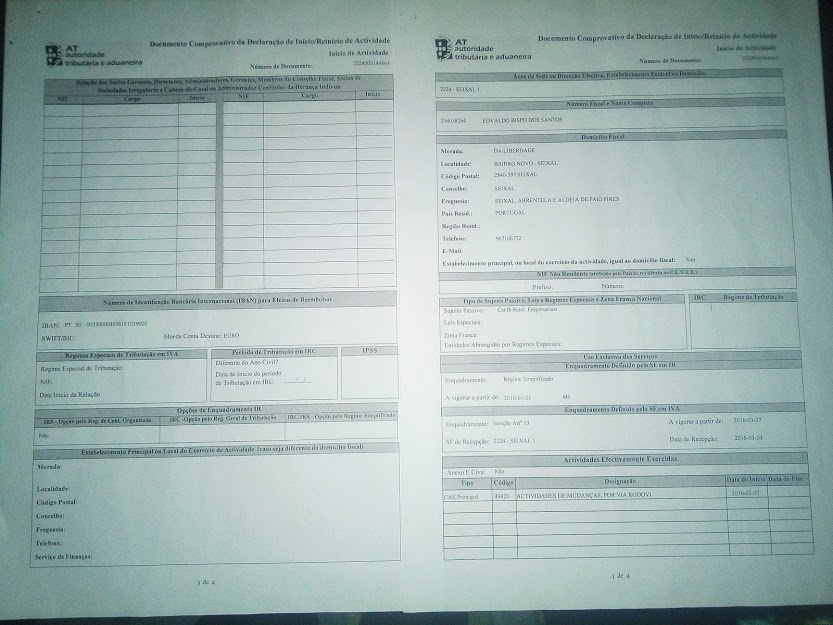 AT
autoridade
tributária e aduaneira
Documento Comprovativo da Declaração de Início/Reinício de Actividade
Início de Actividade
Número de Documento:
Relação dos Sócios Gerentes, Directores, Administradores, Gerentes, Membros do Conselho Fiscal, Sócios de
Sociedades Irregulares e Cabeça-de-Casal ou Administrador Contitular da Herança Indivisa
NIF Cargo Início NIF Cargo Início
Número de Identificação Bancária Internacional (IBAN) para Efeitos de Reembolsos
IBAN: PT 50
SWIFT/BIC: Moeda Conta Destino: EURO
Regimes Especiais de Tributação em IVA
Regime Especial de Tributação:
NIF:
Data Início da Relação
Período de Tributação em IRC
Diferente do Ano Civil?
Data de Início do período
de Tributação em IRC: __/__/__
IPSS
Opções de Enquadramento IR
IRS - Opção pela Reg. de Cont. Organizada IRC -Opção pelo Reg. Geral de Tributação IRC/IRS - Opção pelo Regime Simplificado
Não
Estabelecimento Principal ou Local do Exercício de Actividade (caso seja diferente do domicílio fiscal)
Morada:
Localidade:
Código Postal:
Concelho:
Freguesia:
Telefone:
Serviço de Finanças:
3 de 4
AT
autoridade
tributária e aduaneira
Documento Comprovativo da Declaração de Início/Reinício de Actividade
Início de Actividade
Número de Documento:
Área da Sede ou Direcção Efectiva, Estabelecimento Estável ou Domicílio
2224 - SEIXAL 1.
Número Fiscal e Nome Completo
254058264 EDVALDO BISPO DOS SANTOS
Domicílio Fiscal
Morada: DA LIBERDADE
Localidade: BAIRRO NOVO - SEIXAL
Código Postal: 2840-397 SEIXAL
Concelho: SEIXAL
Freguesia: SEIXAL, ARRENTELA E ALDEIA DE PAIO PIRES
País Resid.: PORTUGAL
Região Resid.:
Telefone: 963166772
E-Mail:
Estabelecimento principal, ou local do exercício da actividade, igual ao domicílio fiscal: Sim
NIF Não Residente (atribuído pelo País da residência na U.E./E.E.E.)
Prefixo: Número:
Tipo de Sujeito Passivo, Leis e Regimes Especiais e Zona Franca Nacional
Sujeito Passivo: Cat.B-Rend. Empresariais
Leis Especiais:
Zona Franca:
Entidades Abrangidas por Regimes Especiais:
IRC Regime de Tributação
Uso Exclusivo dos Serviços
Enquadramento Definido pelo SF em IR
Enquadramento: Regime Simplificado
A vigorar a partir de: 2016-01-01 até
Enquadramento Definido pelo SF em IVA
Enquadramento: Isenção Artº 53 A vigorar a partir de: 2016-03-07
SF de Recepção: 2224 - SEIXAL 1. Data de Recepção: 2016-03-04
Actividades Efectivamente Exercidas
Anexo E Civa: Não
Tipo Código Designação Data de Início Data de Fim
CAE Principal 49420 ACTIVIDADES DE MUDANÇAS, POR VIA RODOVI 2016-03-07
1 de 4